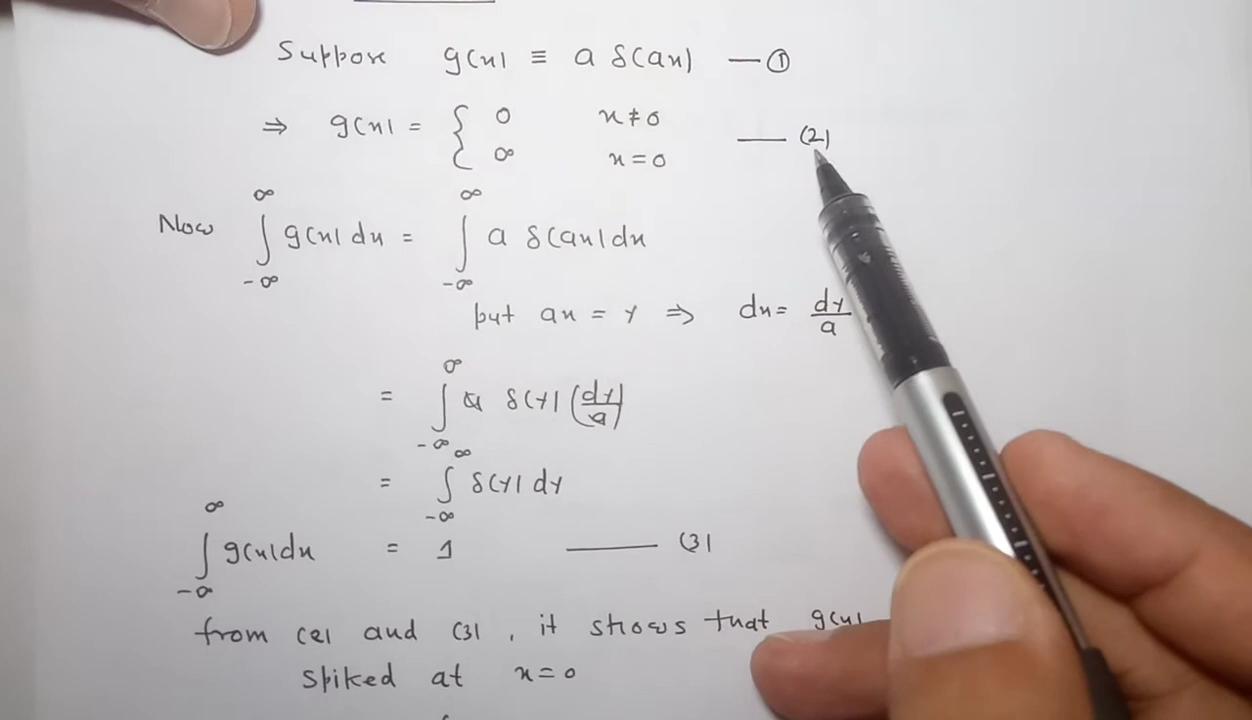 Suppose g(x) ≡ a δ(ax) — ①
⇒ g(x) = { 0 x ≠ 0
∞ x = 0 — (2)
Now ∫_{-∞}^{∞} g(x) dx = ∫_{-∞}^{∞} a δ(ax) dx
put ax = y ⇒ dx = dy/a
= ∫_{-∞}^{∞} a δ(y) (dy/a)
= ∫_{-∞}^{∞} δ(y) dy
∫_{-∞}^{∞} g(x) dx = 1 — (3)
from (2) and (3), it shows that g(x)
spiked at x = 0